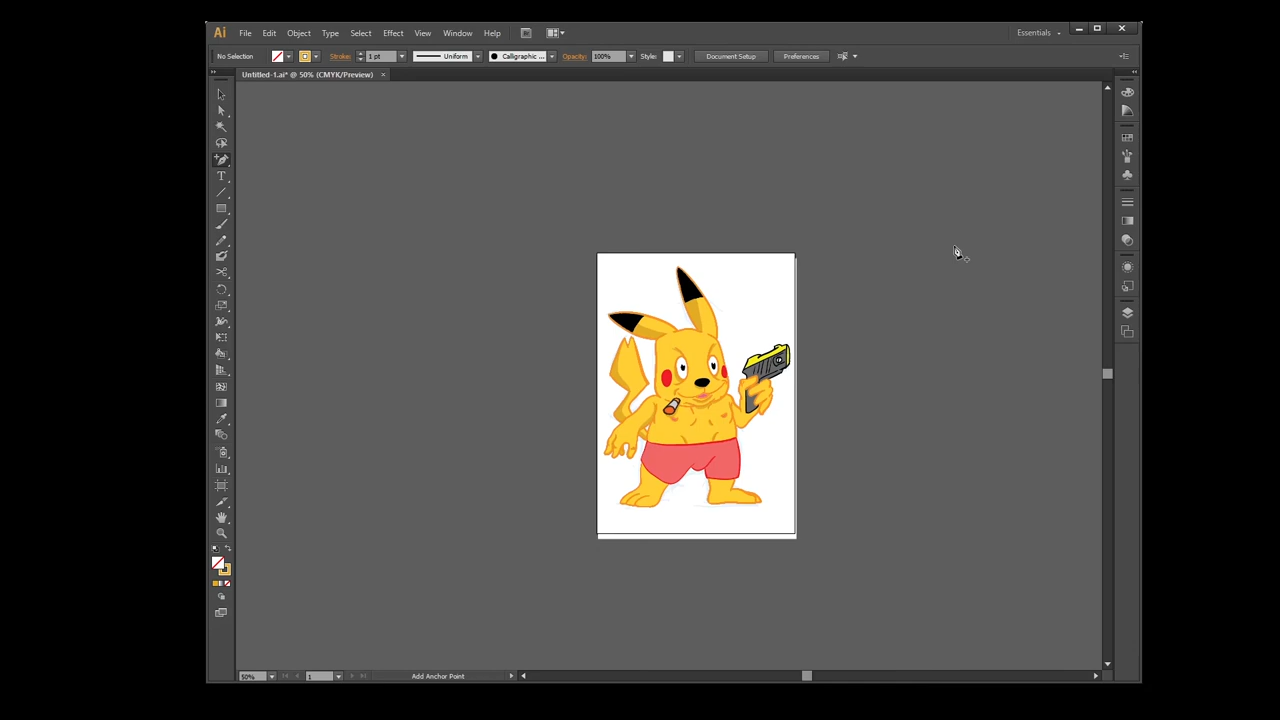 Ai File Edit Object Type Select Effect View Window Help Essentials
No Selection Stroke: 1 pt Uniform Calligraphic ... Opacity: 100% Style: Document Setup Preferences
Untitled-1.ai* @ 50% (CMYK/Preview)
50% 1 Add Anchor Point